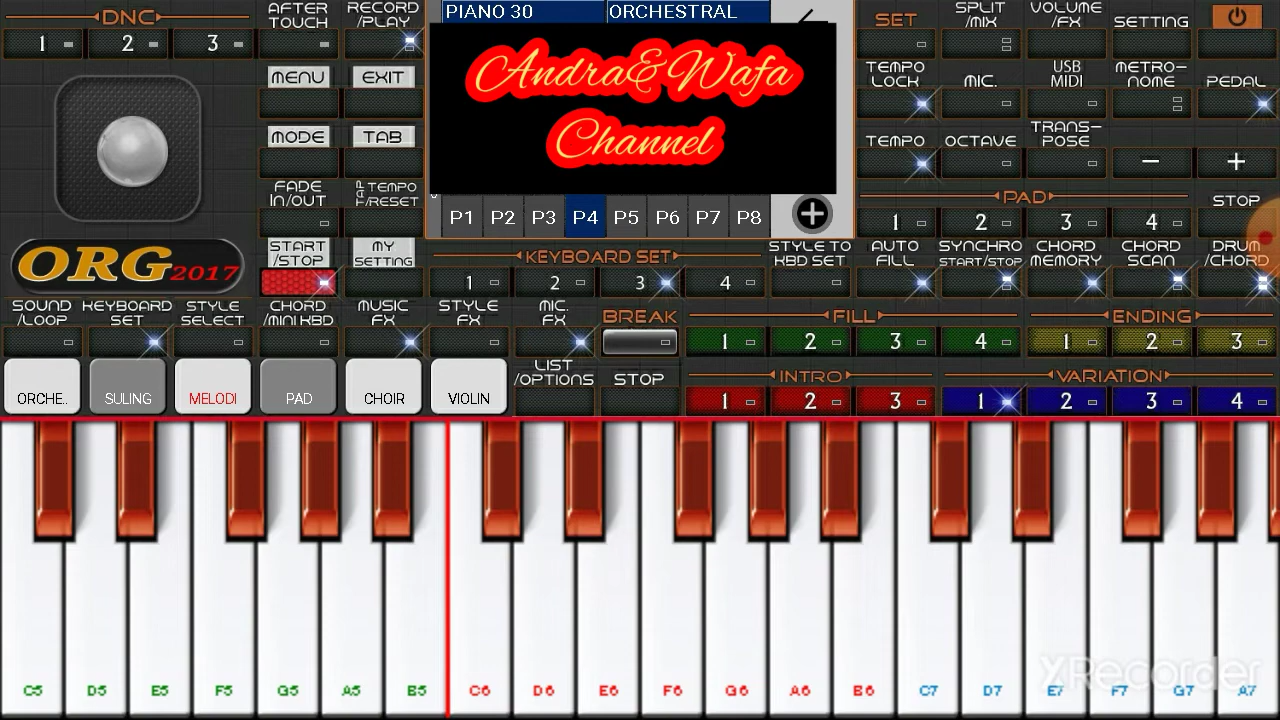 DNC
1 2 3
AFTER TOUCH
RECORD /PLAY
MENU
EXIT
MODE
TAB
FADE IN/OUT
TEMPO
START /STOP
MY SETTING
ORG 2017
SOUND /LOOP
KEYBOARD SET
STYLE SELECT
CHORD /MINI KBD
MUSIC FX
STYLE FX
MIC. FX
PIANO 30
ORCHESTRAL
Andra&Wafa
Channel
P1 P2 P3 P4 P5 P6 P7 P8
KEYBOARD SET
1 2 3 4
STYLE TO KBD SET
SET
SPLIT /MIX
VOLUME /FX
SETTING
TEMPO LOCK
MIC.
USB MIDI
METRO- NOME
PEDAL
TEMPO
OCTAVE
TRANS- POSE
− +
PAD
STOP
1 2 3 4
AUTO FILL
SYNCHRO START/STOP
CHORD MEMORY
CHORD SCAN
DRUM /CHORD
BREAK
FILL
1 2 3 4
ENDING
1 2 3
LIST /OPTIONS
STOP
INTRO
1 2 3
VARIATION
1 2 3 4
ORCHE.. SULING MELODI PAD CHOIR VIOLIN
C5 D5 E5 F5 G5 A5 B5 C6 D6 E6 F6 G6 A6 B6 C7 D7 E7 F7 G7 A7
XRecorder